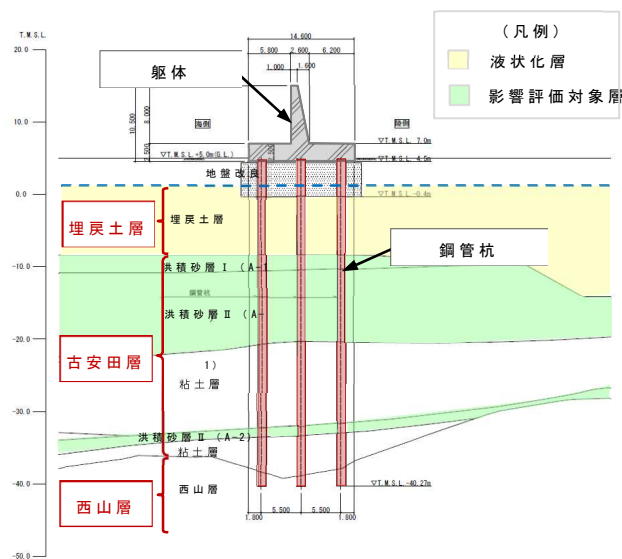 T.M.S.L.
20.0
10.0
0.0
-10.0
-20.0
-30.0
-40.0
-50.0
(凡例)
液状化層
影響評価対象層
14.600
5.800 2.600 6.200
1.000 1.600
躯体
10.500
8.000
2.500
海側
陸側
▽T.M.S.L. 7.0m
▽T.M.S.L.+5.0m(G.L.)
▽T.M.S.L. 4.5m
地盤改良
▽T.M.S.L.-0.4m
埋戻土層
埋戻土層
鋼管杭
洪積砂層Ⅰ (A-1
鋼管杭
洪積砂層Ⅱ (A-
1)
古安田層
粘土層
洪積砂層Ⅱ (A-2)
粘土層
西山層
西山層
▽T.M.S.L.-40.27m
5.500 5.500
1.800 1.800